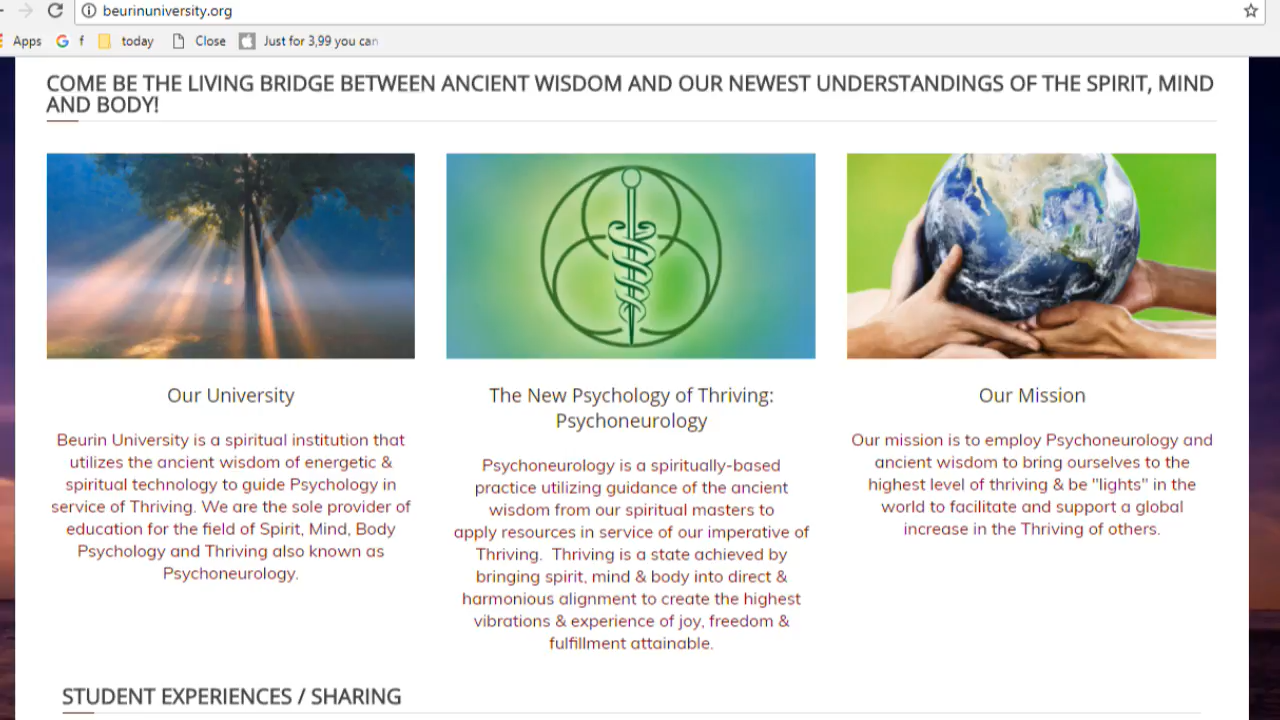 beurinuniversity.org
Apps
f
today
Close
Just for 3,99 you can
COME BE THE LIVING BRIDGE BETWEEN ANCIENT WISDOM AND OUR NEWEST UNDERSTANDINGS OF THE SPIRIT, MIND
AND BODY!
Our University
Beurin University is a spiritual institution that
utilizes the ancient wisdom of energetic &
spiritual technology to guide Psychology in
service of Thriving. We are the sole provider of
education for the field of Spirit, Mind, Body
Psychology and Thriving also known as
Psychoneurology.
The New Psychology of Thriving:
Psychoneurology
Psychoneurology is a spiritually-based
practice utilizing guidance of the ancient
wisdom from our spiritual masters to
apply resources in service of our imperative of
Thriving.  Thriving is a state achieved by
bringing spirit, mind & body into direct &
harmonious alignment to create the highest
vibrations & experience of joy, freedom &
fulfillment attainable.
Our Mission
Our mission is to employ Psychoneurology and
ancient wisdom to bring ourselves to the
highest level of thriving & be "lights" in the
world to facilitate and support a global
increase in the Thriving of others.
STUDENT EXPERIENCES / SHARING